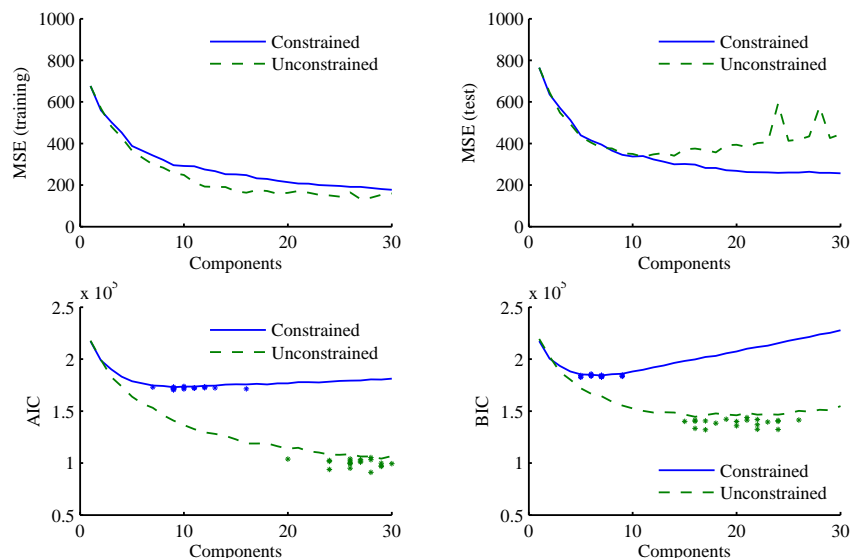 1000
800
600
400
200
0
MSE (training)
0 10 20 30
Components
Constrained
Unconstrained
1000
800
600
400
200
0
MSE (test)
0 10 20 30
Components
Constrained
Unconstrained
x 10^5
2.5
2
1.5
1
0.5
AIC
0 10 20 30
Components
Constrained
Unconstrained
x 10^5
2.5
2
1.5
1
0.5
BIC
0 10 20 30
Components
Constrained
Unconstrained